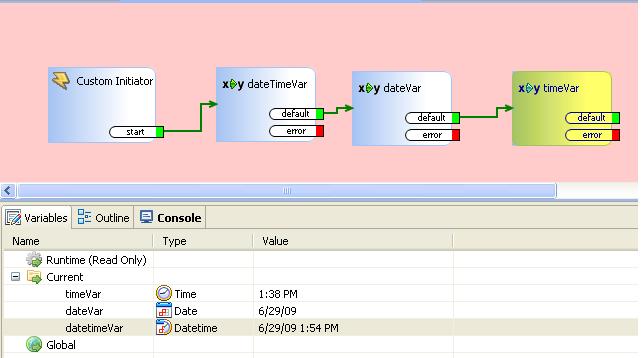 Custom Initiator
start
x y dateTimeVar
default
error
x y dateVar
default
error
x y timeVar
default
error
Variables Outline Console
Name Type Value
Runtime (Read Only)
Current
timeVar Time 1:38 PM
dateVar Date 6/29/09
datetimeVar Datetime 6/29/09 1:54 PM
Global